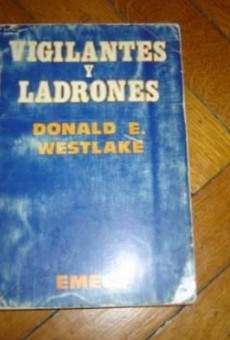 VIGILANTES
Y
LADRONES
DONALD E.
WESTLAKE